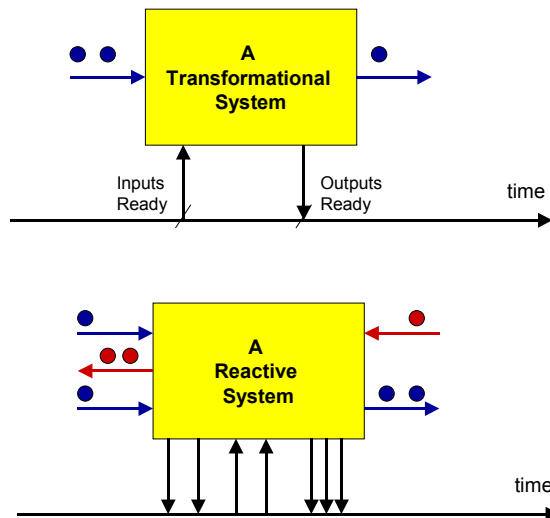 A
Transformational
System
Inputs
Ready
Outputs
Ready
time
A
Reactive
System
time